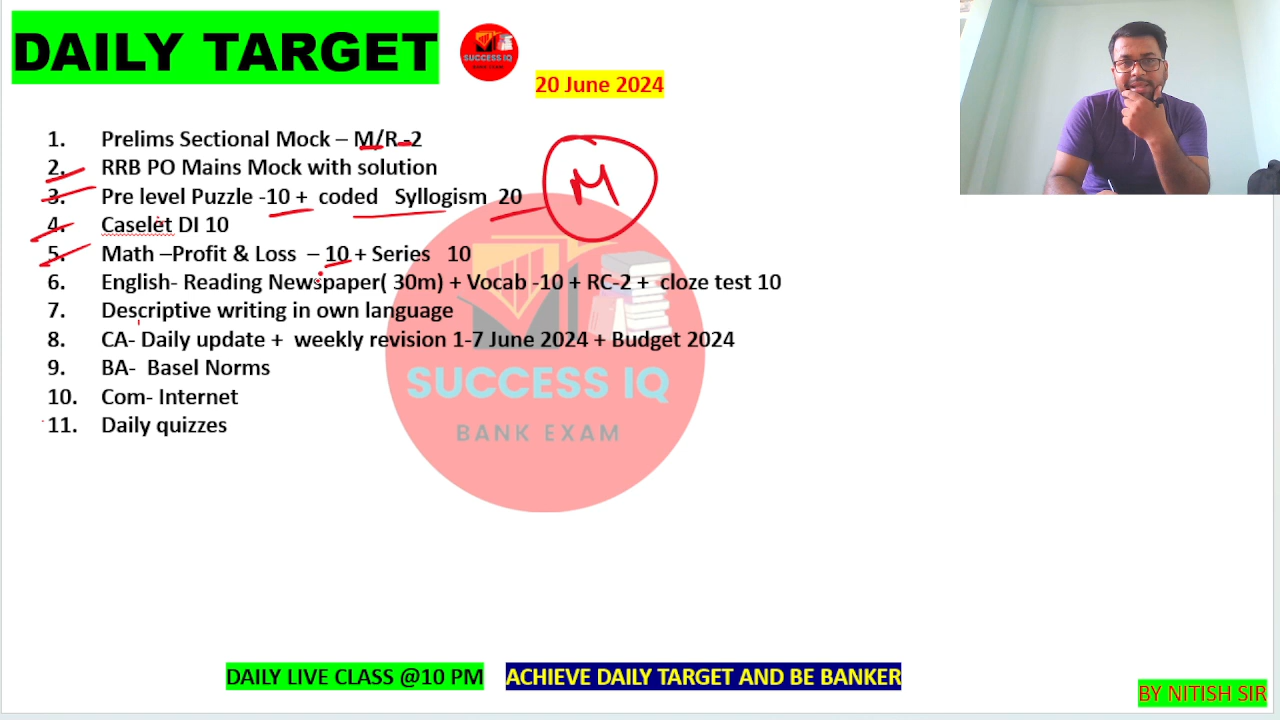 DAILY TARGET
SUCCESS IQ
BANK EXAM
20 June 2024
1. Prelims Sectional Mock – M/R -2
2. RRB PO Mains Mock with solution
3. Pre level Puzzle -10 + coded Syllogism 20
M
4. Caselet DI 10
5. Math –Profit & Loss – 10 + Series 10
6. English- Reading Newspaper( 30m) + Vocab -10 + RC-2 + cloze test 10
7. Descriptive writing in own language
8. CA- Daily update + weekly revision 1-7 June 2024 + Budget 2024
9. BA- Basel Norms
10. Com- Internet
11. Daily quizzes
SUCCESS IQ
BANK EXAM
DAILY LIVE CLASS @10 PM
ACHIEVE DAILY TARGET AND BE BANKER
BY NITISH SIR